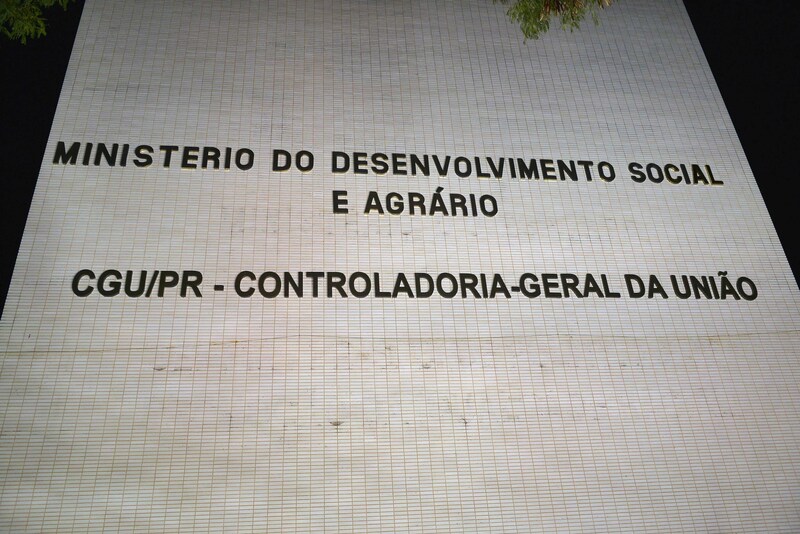 MINISTERIO DO DESENVOLVIMENTO SOCIAL
E AGRÁRIO
CGU/PR - CONTROLADORIA-GERAL DA UNIÃO